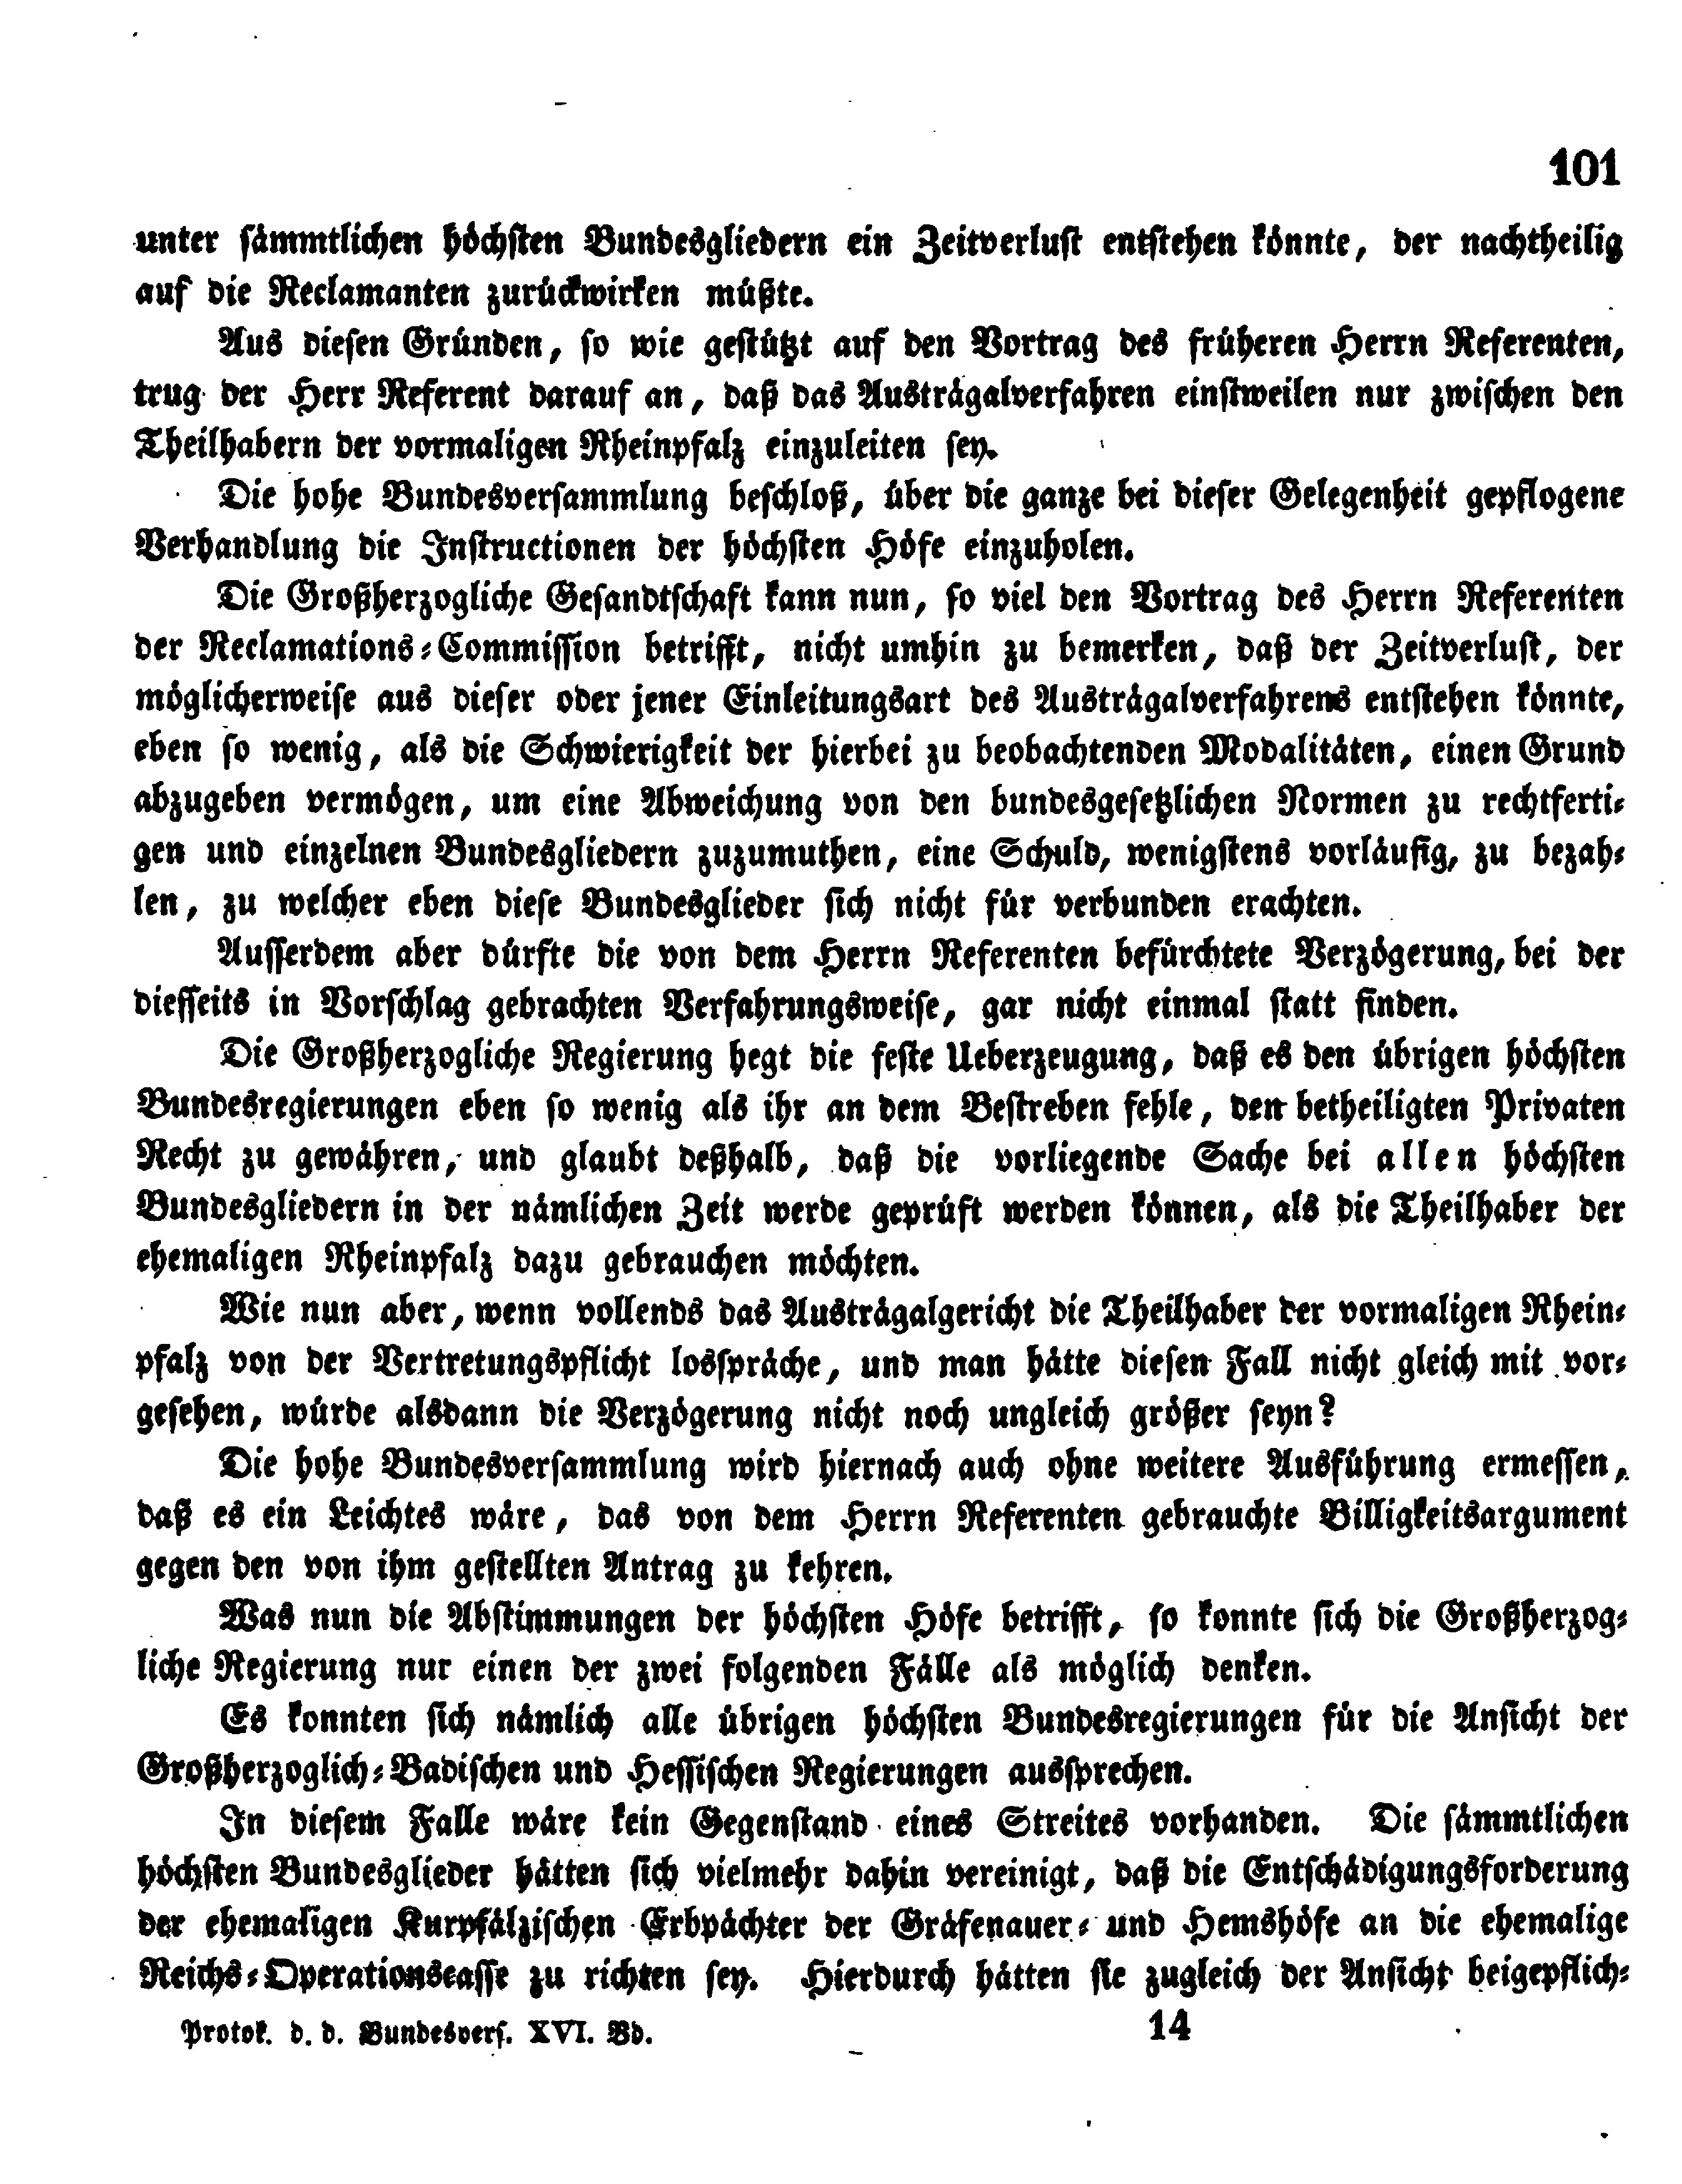 101
unter sämmtlichen höchsten Bundesgliedern ein Zeitverlust entstehen könnte, der nachtheilig
auf die Reclamanten zurückwirken müßte.
Aus diesen Gründen, so wie gestützt auf den Vortrag des früheren Herrn Referenten,
trug der Herr Referent darauf an, daß das Austrägalverfahren einstweilen nur zwischen den
Theilhabern der vormaligen Rheinpfalz einzuleiten sey.
Die hohe Bundesversammlung beschloß, über die ganze bei dieser Gelegenheit gepflogene
Verhandlung die Instructionen der höchsten Höfe einzuholen.
Die Großherzogliche Gesandtschaft kann nun, so viel den Vortrag des Herrn Referenten
der Reclamations-Commission betrifft, nicht umhin zu bemerken, daß der Zeitverlust, der
möglicherweise aus dieser oder jener Einleitungsart des Austrägalverfahrens entstehen könnte,
eben so wenig, als die Schwierigkeit der hierbei zu beobachtenden Modalitäten, einen Grund
abzugeben vermögen, um eine Abweichung von den bundesgesetzlichen Normen zu rechtferti-
gen und einzelnen Bundesgliedern zuzumuthen, eine Schuld, wenigstens vorläufig, zu bezah-
len, zu welcher eben diese Bundesglieder sich nicht für verbunden erachten.
Ausserdem aber dürfte die von dem Herrn Referenten befürchtete Verzögerung, bei der
diesseits in Vorschlag gebrachten Verfahrungsweise, gar nicht einmal statt finden.
Die Großherzogliche Regierung hegt die feste Ueberzeugung, daß es den übrigen höchsten
Bundesregierungen eben so wenig als ihr an dem Bestreben fehle, den betheiligten Privaten
Recht zu gewähren, und glaubt deßhalb, daß die vorliegende Sache bei allen höchsten
Bundesgliedern in der nämlichen Zeit werde geprüft werden können, als die Theilhaber der
ehemaligen Rheinpfalz dazu gebrauchen möchten.
Wie nun aber, wenn vollends das Austrägalgericht die Theilhaber der vormaligen Rhein-
pfalz von der Vertretungspflicht losspräche, und man hätte diesen Fall nicht gleich mit vor-
gesehen, würde alsdann die Verzögerung nicht noch ungleich größer seyn?
Die hohe Bundesversammlung wird hiernach auch ohne weitere Ausführung ermessen,
daß es ein Leichtes wäre, das von dem Herrn Referenten gebrauchte Billigkeitsargument
gegen den von ihm gestellten Antrag zu kehren.
Was nun die Abstimmungen der höchsten Höfe betrifft, so konnte sich die Großherzog-
liche Regierung nur einen der zwei folgenden Fälle als möglich denken.
Es konnten sich nämlich alle übrigen höchsten Bundesregierungen für die Ansicht der
Großherzoglich-Badischen und Hessischen Regierungen aussprechen.
In diesem Falle wäre kein Gegenstand eines Streites vorhanden. Die sämmtlichen
höchsten Bundesglieder hätten sich vielmehr dahin vereinigt, daß die Entschädigungsforderung
der ehemaligen Kurpfälzischen Erbpächter der Gräfenauer- und Hemshöfe an die ehemalige
Reichs-Operationscasse zu richten sey. Hierdurch hätten sie zugleich der Ansicht beigepflich-
Protok. d. d. Bundesvers. XVI. Bd. 14